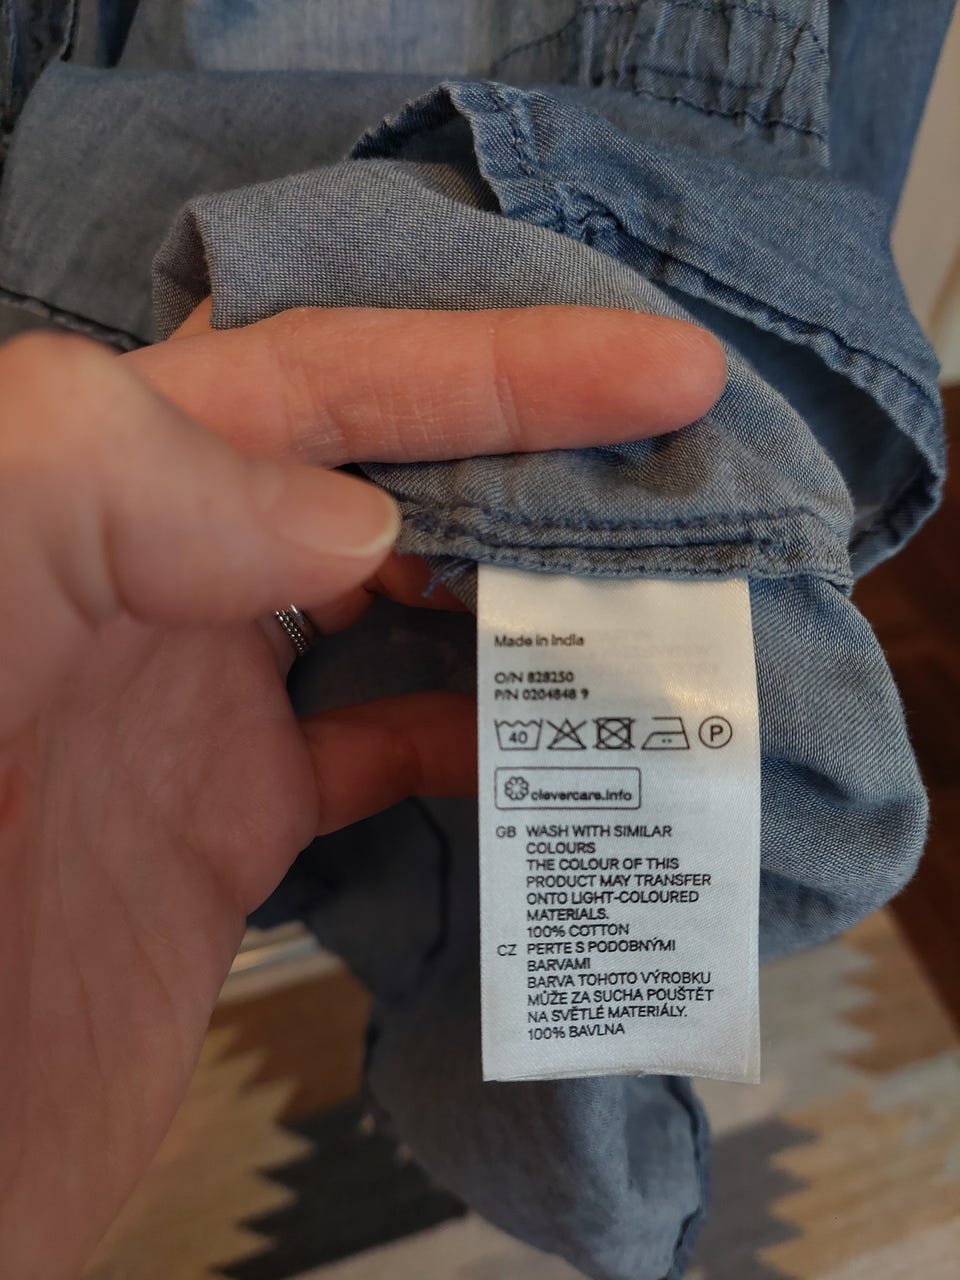 Made in India
O/N 828250
P/N 0204848 9
40 P
clevercare.info
GB WASH WITH SIMILAR
COLOURS
THE COLOUR OF THIS
PRODUCT MAY TRANSFER
ONTO LIGHT-COLOURED
MATERIALS.
100% COTTON
CZ PERTE S PODOBNÝMI
BARVAMI
BARVA TOHOTO VÝROBKU
MŮŽE ZA SUCHA POUŠTĚT
NA SVĚTLÉ MATERIÁLY.
100% BAVLNA